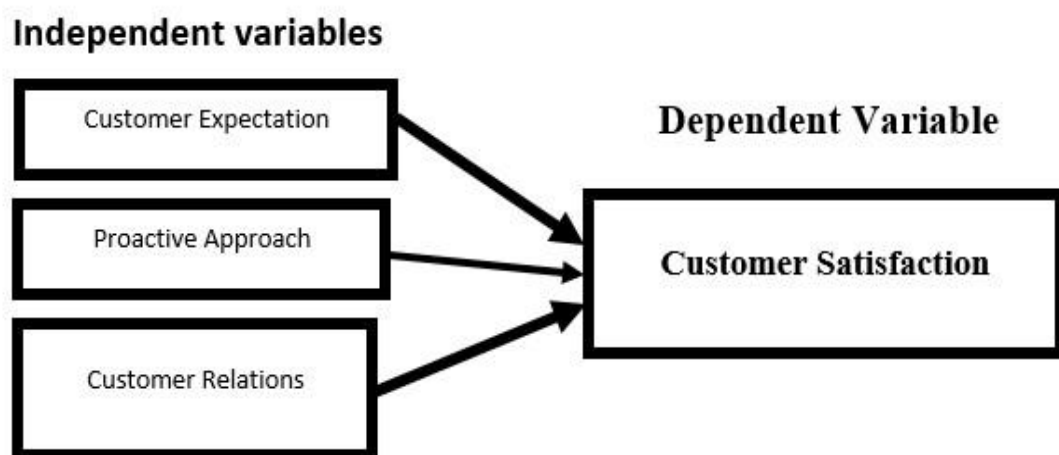 Independent variables
Customer Expectation
Proactive Approach
Customer Relations
Dependent Variable
Customer Satisfaction